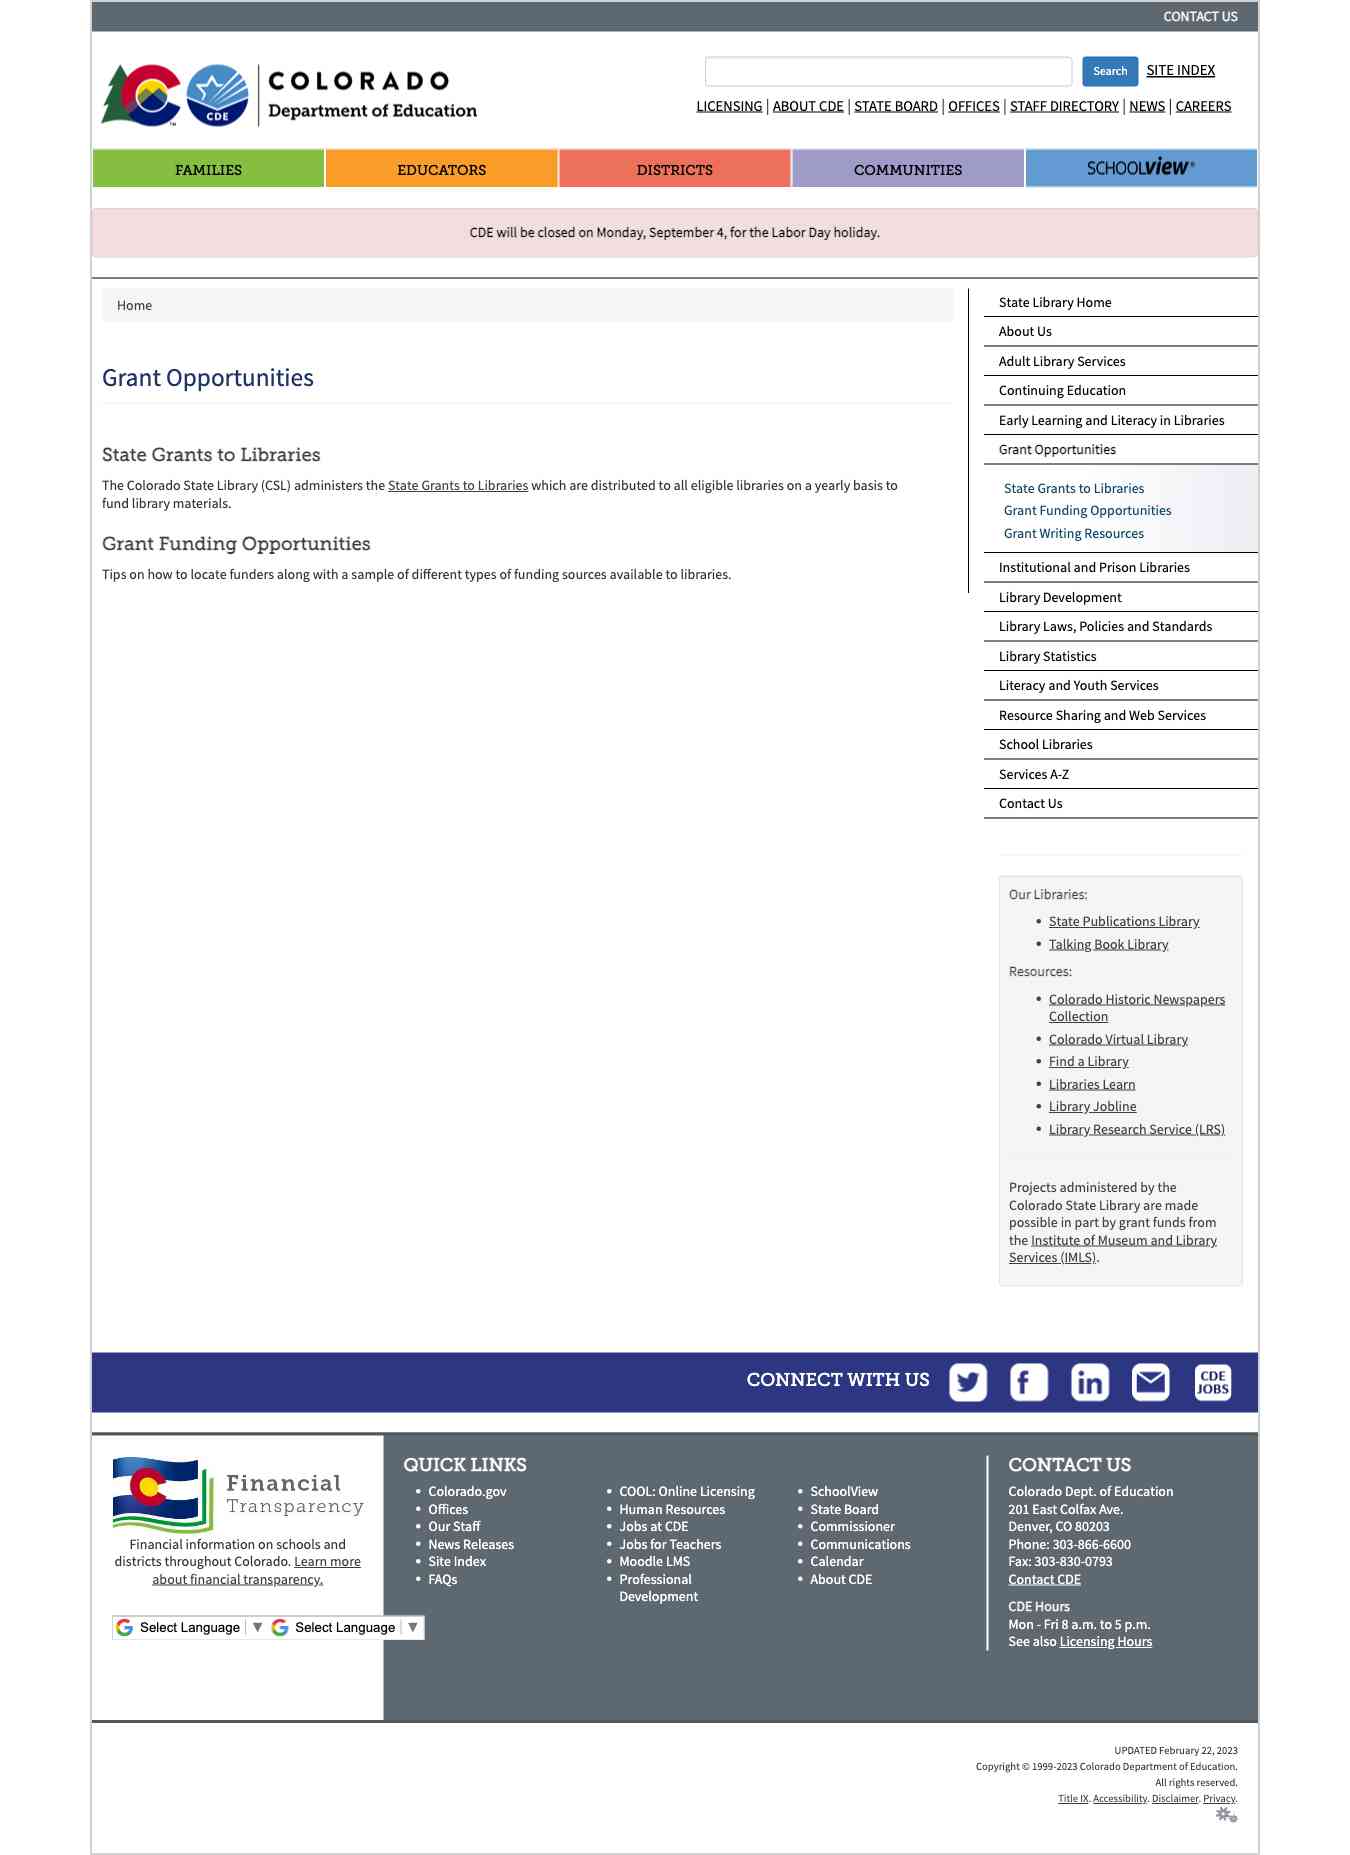 CONTACT US
COLORADO
Department of Education
CDE
Search
SITE INDEX
LICENSING | ABOUT CDE | STATE BOARD | OFFICES | STAFF DIRECTORY | NEWS | CAREERS
FAMILIES
EDUCATORS
DISTRICTS
COMMUNITIES
SCHOOLVIEW®
CDE will be closed on Monday, September 4, for the Labor Day holiday.
Home
Grant Opportunities
State Grants to Libraries
The Colorado State Library (CSL) administers the State Grants to Libraries which are distributed to all eligible libraries on a yearly basis to
fund library materials.
Grant Funding Opportunities
Tips on how to locate funders along with a sample of different types of funding sources available to libraries.
State Library Home
About Us
Adult Library Services
Continuing Education
Early Learning and Literacy in Libraries
Grant Opportunities
State Grants to Libraries
Grant Funding Opportunities
Grant Writing Resources
Institutional and Prison Libraries
Library Development
Library Laws, Policies and Standards
Library Statistics
Literacy and Youth Services
Resource Sharing and Web Services
School Libraries
Services A-Z
Contact Us
Our Libraries:
• State Publications Library
• Talking Book Library
Resources:
• Colorado Historic Newspapers
Collection
• Colorado Virtual Library
• Find a Library
• Libraries Learn
• Library Jobline
• Library Research Service (LRS)
Projects administered by the
Colorado State Library are made
possible in part by grant funds from
the Institute of Museum and Library
Services (IMLS).
CONNECT WITH US
CDE
JOBS
Financial
Transparency
Financial information on schools and
districts throughout Colorado. Learn more
about financial transparency.
Select Language ▼ Select Language ▼
QUICK LINKS
• Colorado.gov
• Offices
• Our Staff
• News Releases
• Site Index
• FAQs
• COOL: Online Licensing
• Human Resources
• Jobs at CDE
• Jobs for Teachers
• Moodle LMS
• Professional
Development
• SchoolView
• State Board
• Commissioner
• Communications
• Calendar
• About CDE
CONTACT US
Colorado Dept. of Education
201 East Colfax Ave.
Denver, CO 80203
Phone: 303-866-6600
Fax: 303-830-0793
Contact CDE
CDE Hours
Mon - Fri 8 a.m. to 5 p.m.
See also Licensing Hours
UPDATED February 22, 2023
Copyright © 1999-2023 Colorado Department of Education.
All rights reserved.
Title IX. Accessibility. Disclaimer. Privacy.